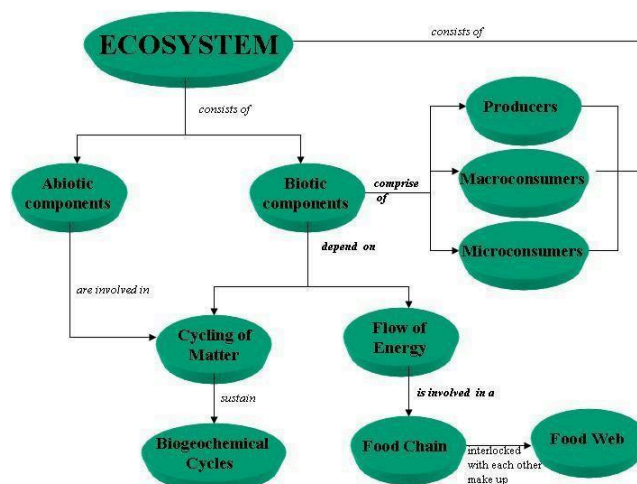 ECOSYSTEM
consists of
consists of
Producers
Abiotic
components
Biotic
components
comprise
of
Macroconsumers
Microconsumers
depend on
are involved in
Cycling of
Matter
Flow of
Energy
sustain
is involved in a
Biogeochemical
Cycles
Food Chain
interlocked
with each other
make up
Food Web